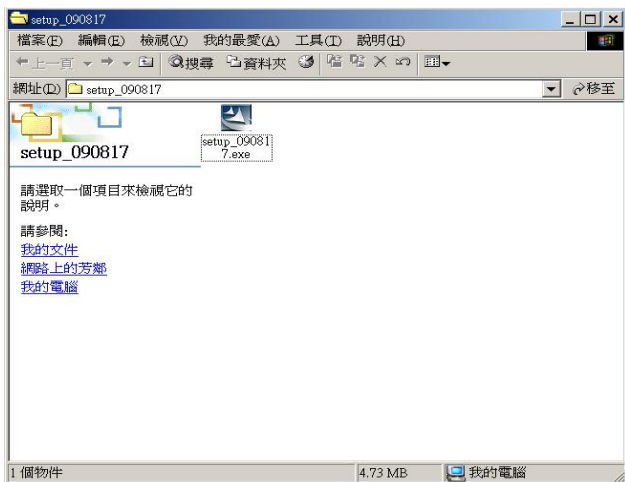 setup_090817
檔案(F) 編輯(E) 檢視(V) 我的最愛(A) 工具(T) 說明(H)
上一頁 搜尋 資料夾
網址(D) setup_090817 移至
setup_090817
setup_09081
7.exe
請選取一個項目來檢視它的
說明。
請參閱:
我的文件
網路上的芳鄰
我的電腦
1 個物件 4.73 MB 我的電腦